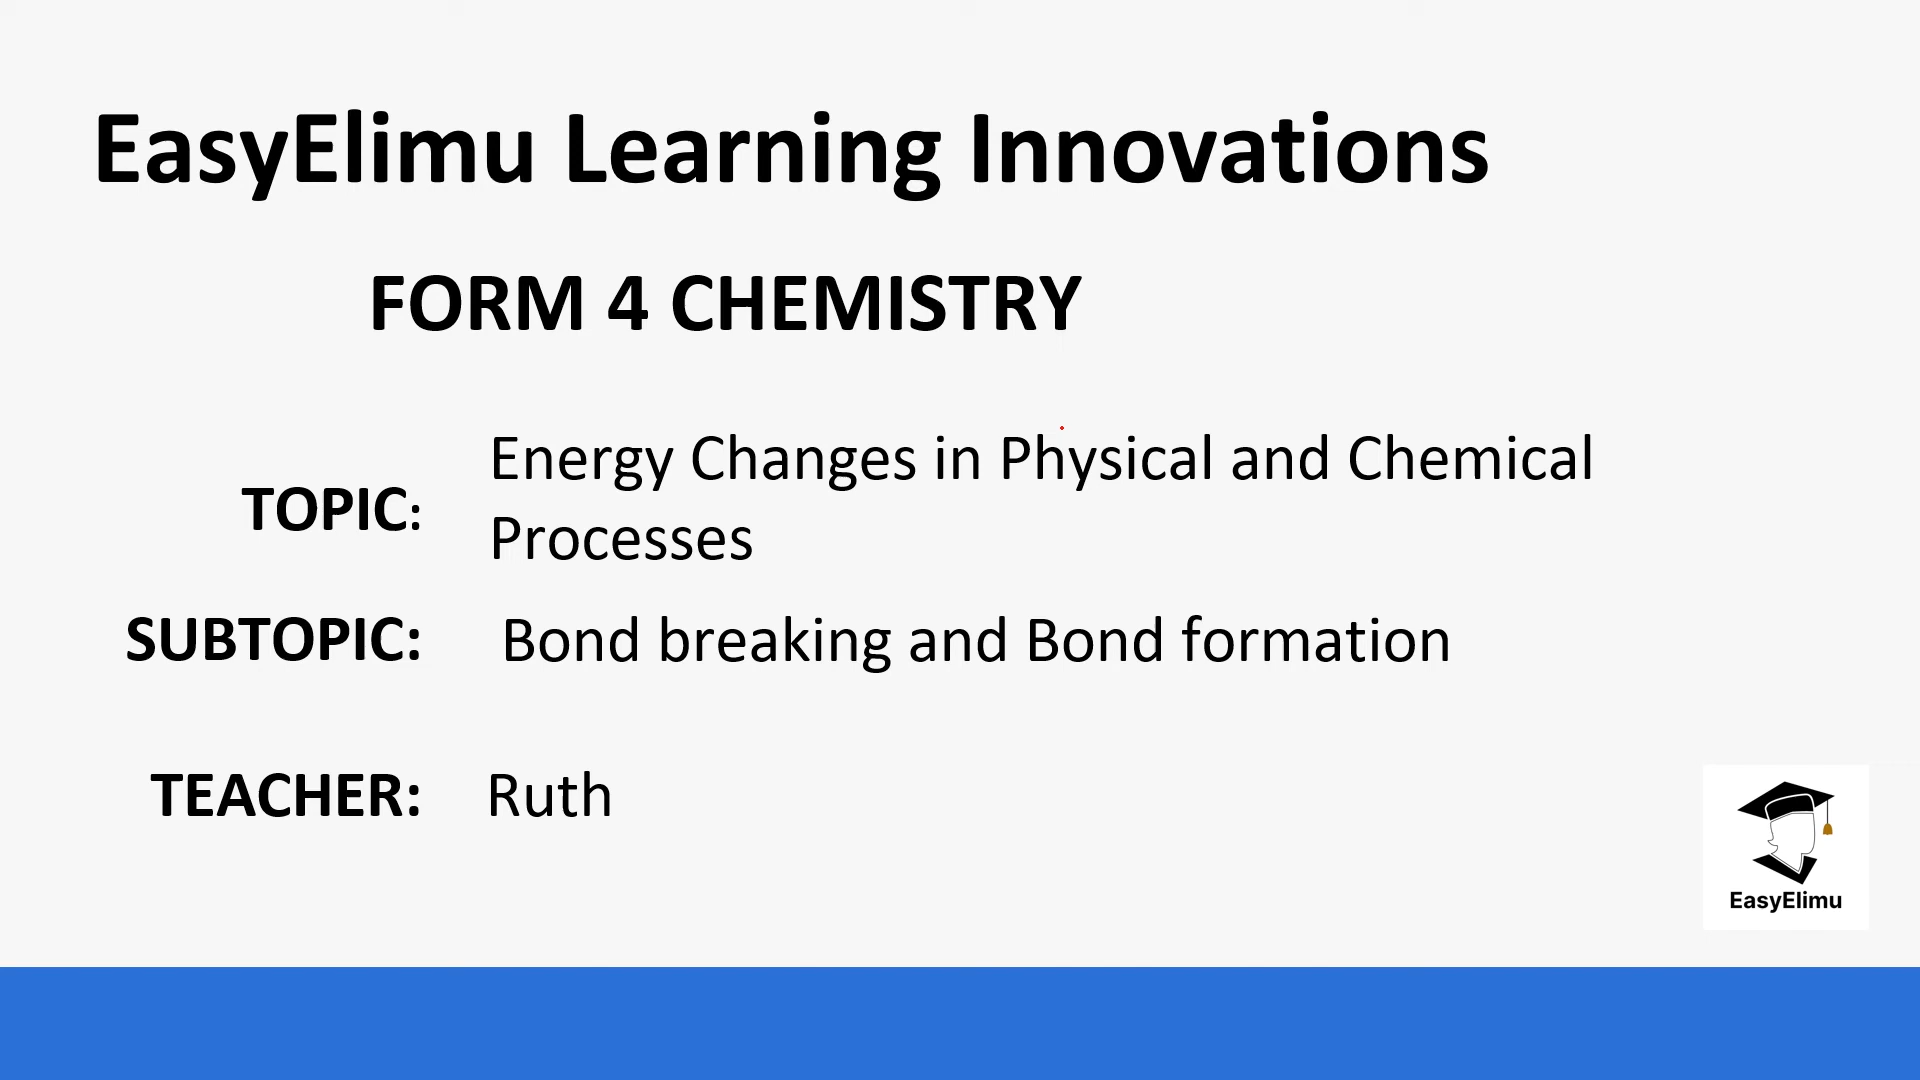 EasyElimu Learning Innovations
FORM 4 CHEMISTRY
TOPIC: Energy Changes in Physical and Chemical
Processes
SUBTOPIC: Bond breaking and Bond formation
TEACHER: Ruth
EasyElimu